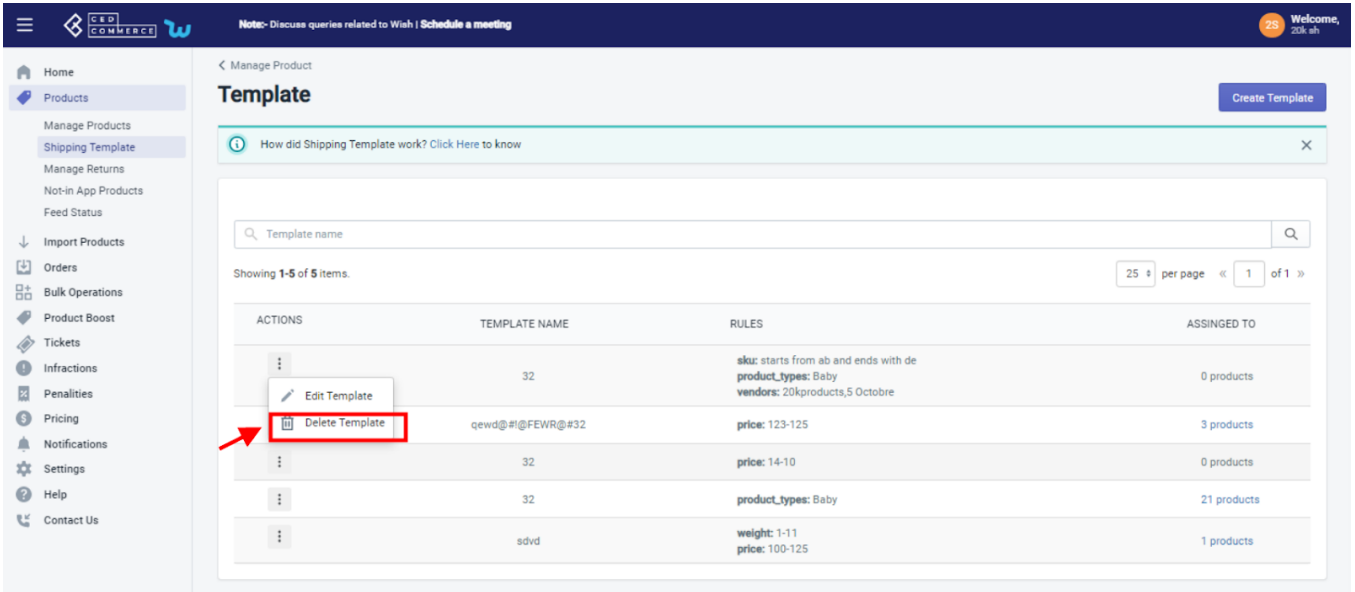 CED COMMERCE
Note:- Discuss queries related to Wish | Schedule a meeting
2S
Welcome,
20k sh
Home
Products
Manage Products
Shipping Template
Manage Returns
Not-in App Products
Feed Status
Import Products
Orders
Bulk Operations
Product Boost
Tickets
Infractions
Penalities
Pricing
Notifications
Settings
Help
Contact Us
Manage Product
Template
Create Template
How did Shipping Template work? Click Here to know
Template name
Showing 1-5 of 5 items.
25 per page « 1 of 1 »
ACTIONS TEMPLATE NAME RULES ASSINGED TO
sku: starts from ab and ends with de
32 product_types: Baby 0 products
vendors: 20kproducts,5 Octobre
Edit Template
Delete Template
qewd@#!@FEWR@#32 price: 123-125 3 products
32 price: 14-10 0 products
32 product_types: Baby 21 products
weight: 1-11
sdvd 1 products
price: 100-125